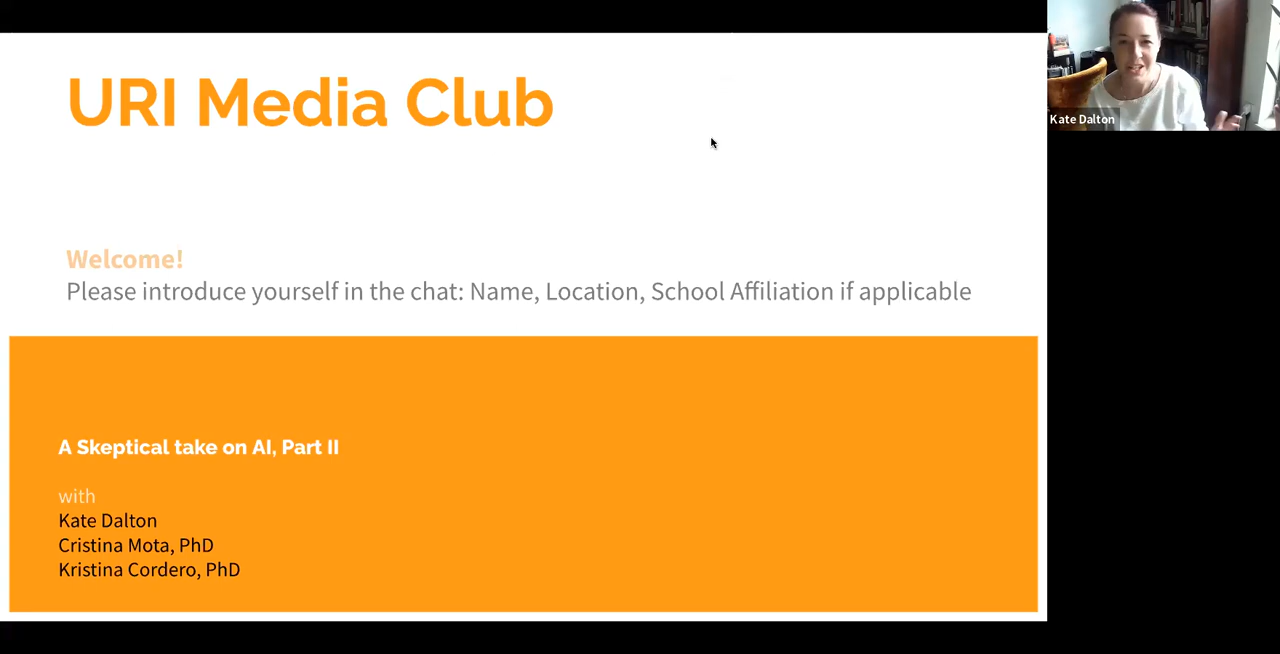 URI Media Club
Kate Dalton
Welcome!
Please introduce yourself in the chat: Name, Location, School Affiliation if applicable
A Skeptical take on AI, Part II
with
Kate Dalton
Cristina Mota, PhD
Kristina Cordero, PhD